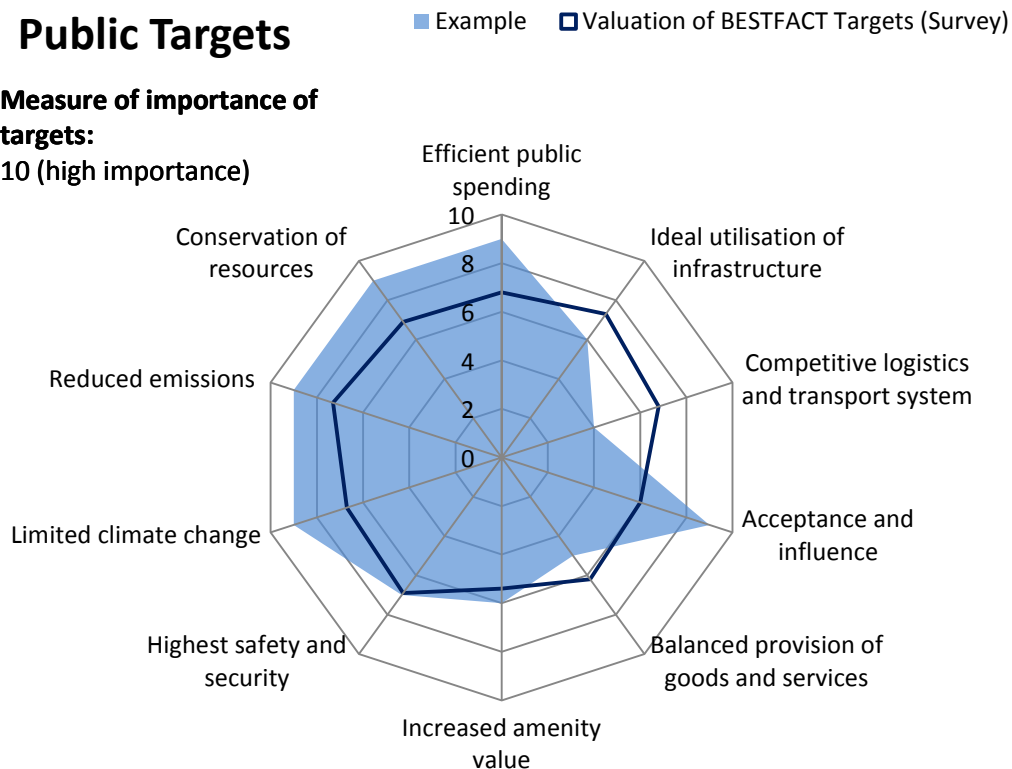 Public Targets
Example
Valuation of BESTFACT Targets (Survey)
Measure of importance of
targets:
10 (high importance)
Efficient public
spending
Ideal utilisation of
infrastructure
Competitive logistics
and transport system
Acceptance and
influence
Balanced provision of
goods and services
Increased amenity
value
Highest safety and
security
Limited climate change
Reduced emissions
Conservation of
resources
10
8
6
4
2
0